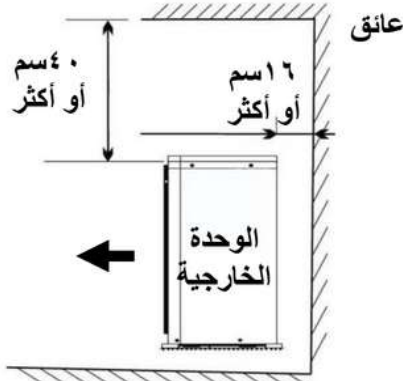 عائق
٤٠سم
أو أكثر
١٦سم
أو أكثر
الوحدة
الخارجية